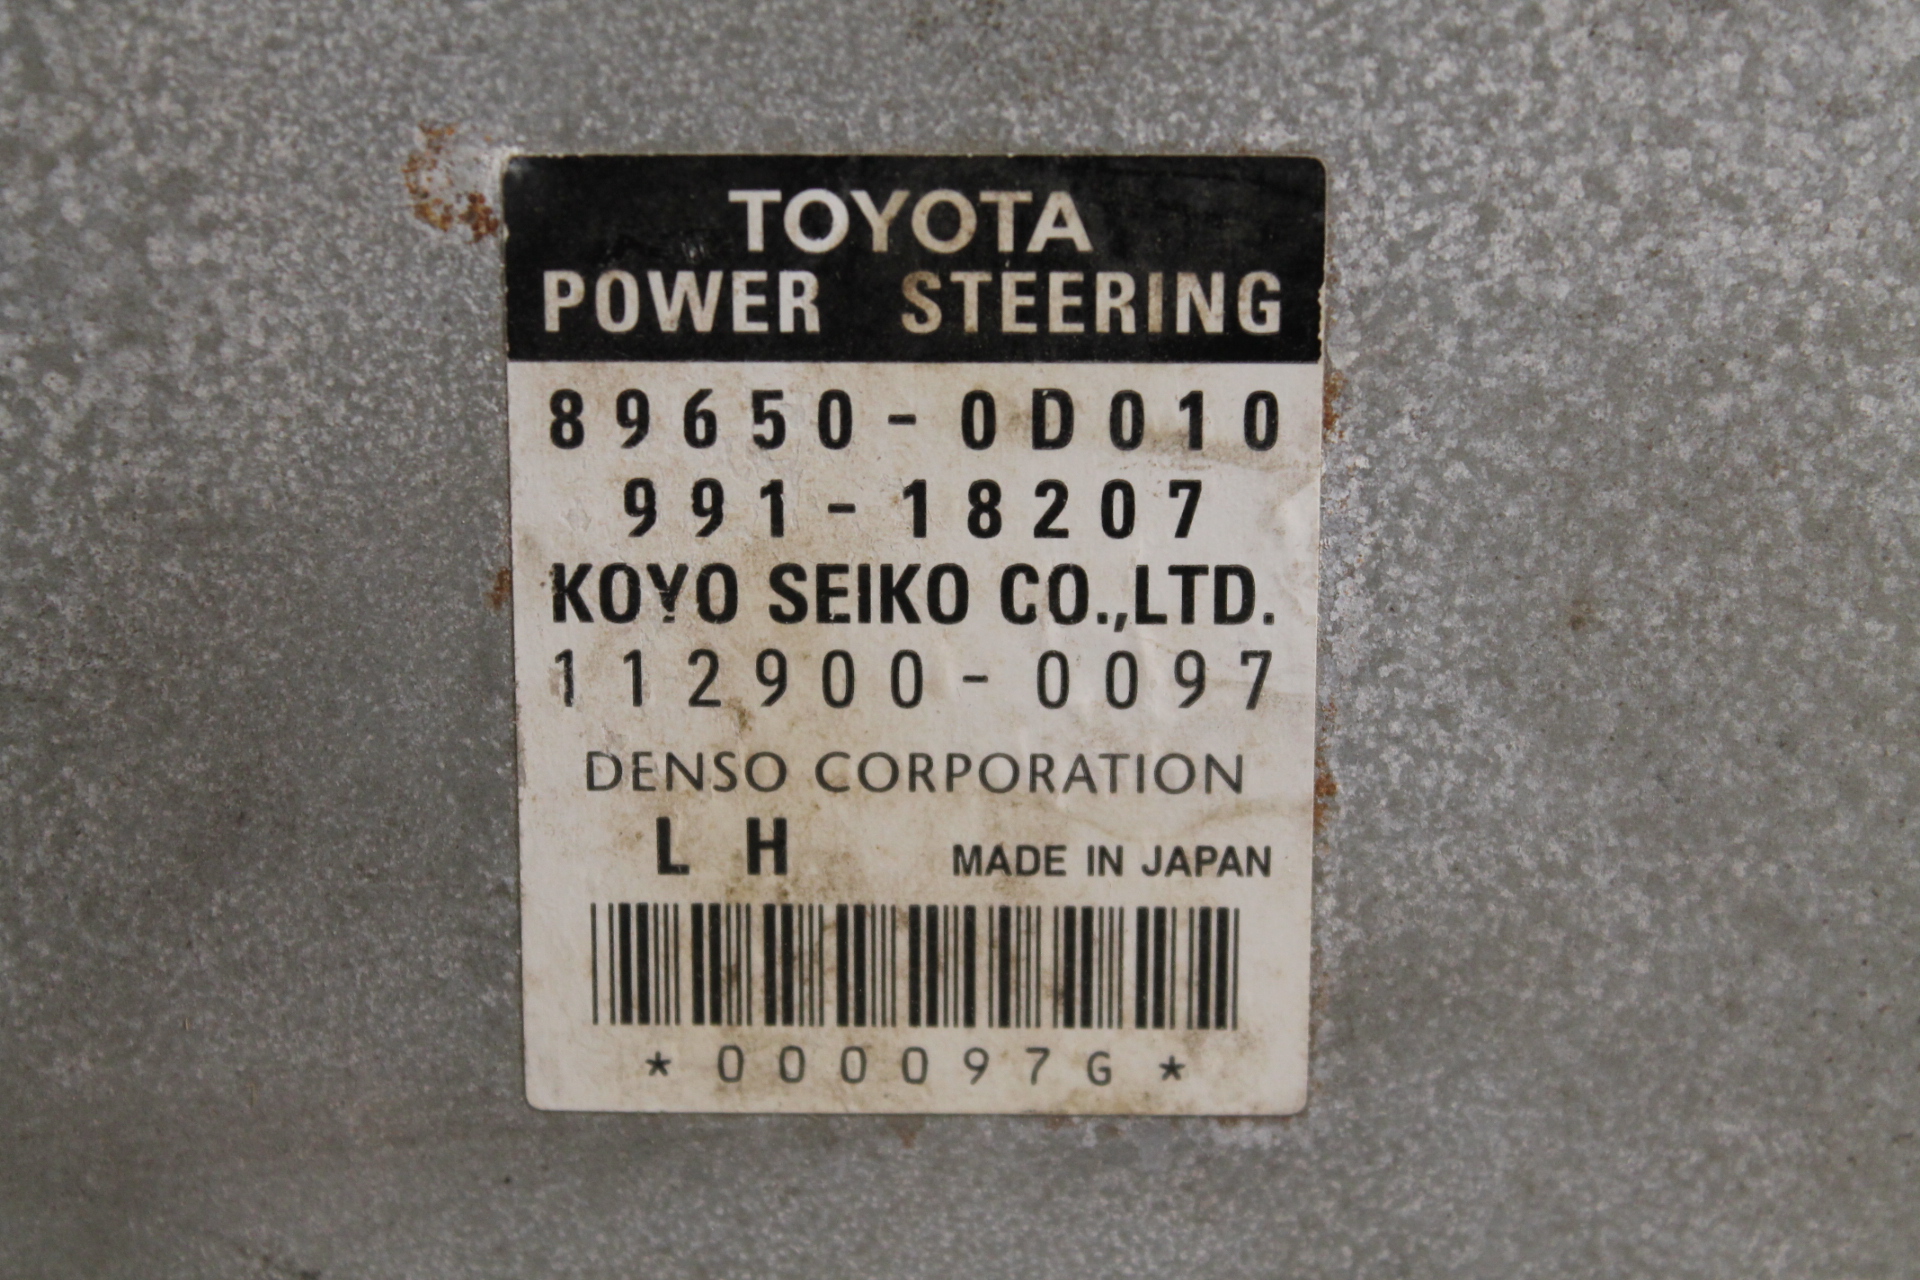 TOYOTA
POWER STEERING
89650-0D010
991-18207
KOYO SEIKO CO.,LTD.
112900-0097
DENSO CORPORATION
L H MADE IN JAPAN
*000097G*